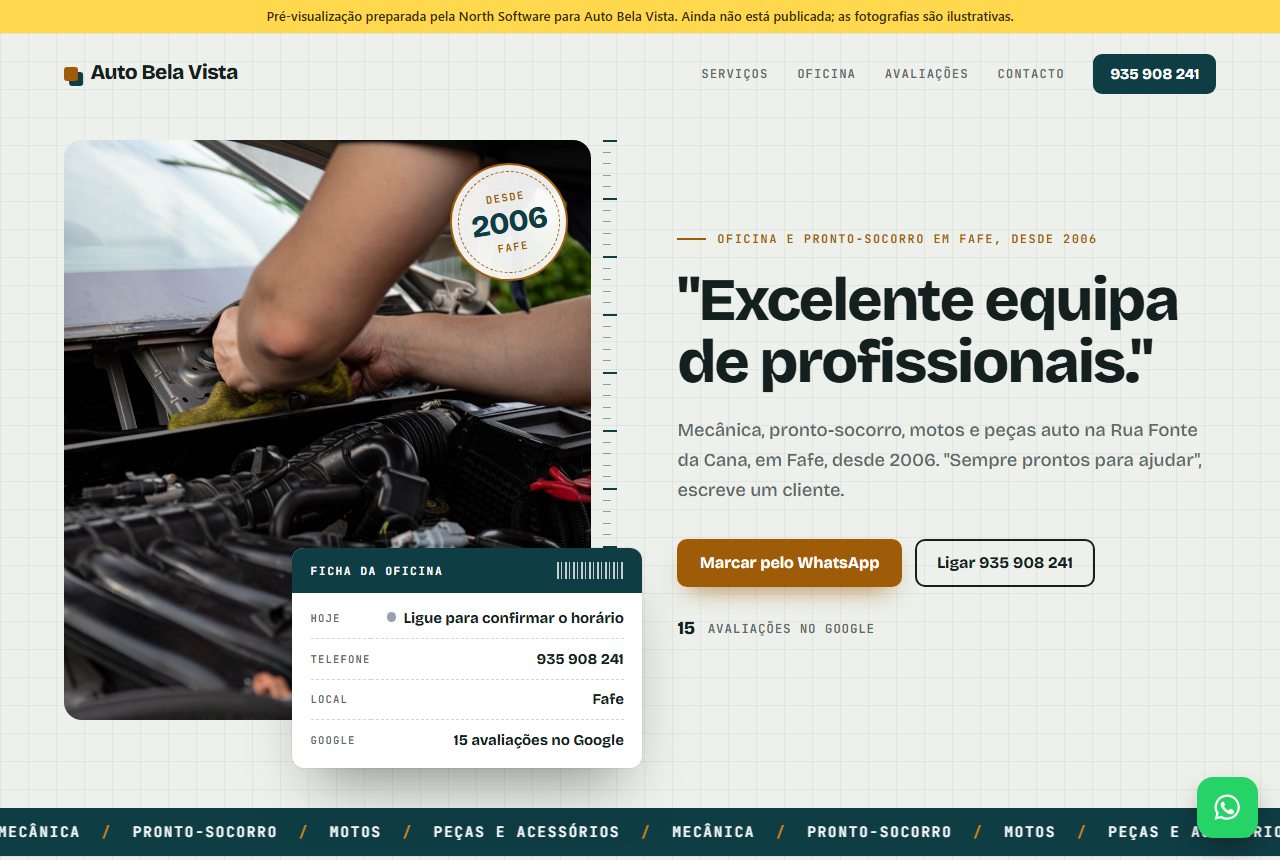 Pré-visualização preparada pela North Software para Auto Bela Vista. Ainda não está publicada; as fotografias são ilustrativas.
Auto Bela Vista
SERVIÇOS
OFICINA
AVALIAÇÕES
CONTACTO
935 908 241
DESDE
2006
FAFE
OFICINA E PRONTO-SOCORRO EM FAFE, DESDE 2006
"Excelente equipa
de profissionais."
Mecânica, pronto-socorro, motos e peças auto na Rua Fonte
da Cana, em Fafe, desde 2006. "Sempre prontos para ajudar",
escreve um cliente.
Marcar pelo WhatsApp
Ligar 935 908 241
15 AVALIAÇÕES NO GOOGLE
FICHA DA OFICINA
HOJE Ligue para confirmar o horário
TELEFONE 935 908 241
LOCAL Fafe
GOOGLE 15 avaliações no Google
MECÂNICA / PRONTO-SOCORRO / MOTOS / PEÇAS E ACESSÓRIOS / MECÂNICA / PRONTO-SOCORRO / MOTOS / PEÇAS E